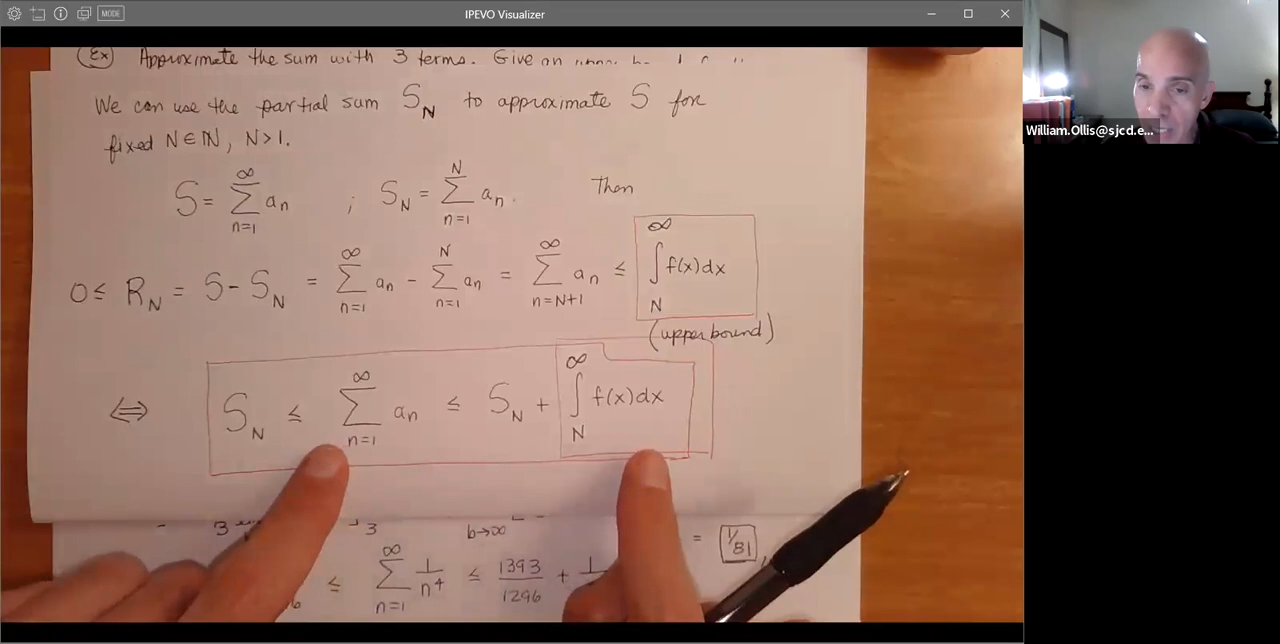 IPEVO Visualizer
MODE
William.Ollis@sjcd.e...
Ex Approximate the sum with 3 terms. Give an
We can use the partial sum S_N to approximate S for
fixed N ∈ ℕ, N > 1.
S = ∑_{n=1}^{∞} a_n ; S_N = ∑_{n=1}^{N} a_n. Then
0 ≤ R_N = S - S_N = ∑_{n=1}^{∞} a_n - ∑_{n=1}^{N} a_n = ∑_{n=N+1}^{∞} a_n ≤ ∫_N^∞ f(x)dx
(upper bound)
⇔ S_N ≤ ∑_{n=1}^{∞} a_n ≤ S_N + ∫_N^∞ f(x)dx
3 3 b→∞ = 1/81,
≤ ∑_{n=1}^{∞} 1/n^4 ≤ 1393/1296 +